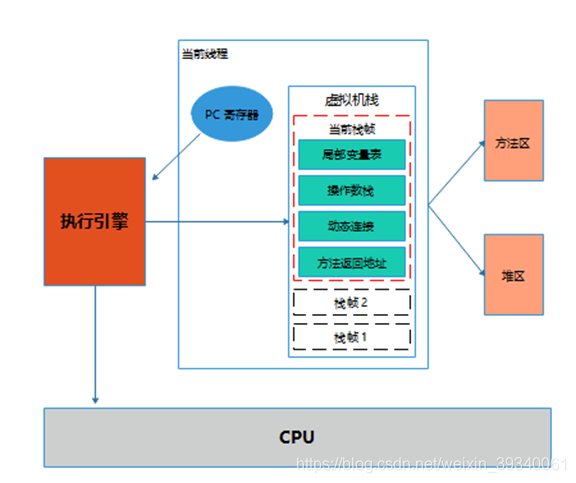 当前线程
PC 寄存器
虚拟机栈
当前栈帧
局部变量表
操作数栈
动态连接
方法返回地址
栈帧 2
栈帧 1
执行引擎
方法区
堆区
CPU
https://blog.csdn.net/weixin_39340061